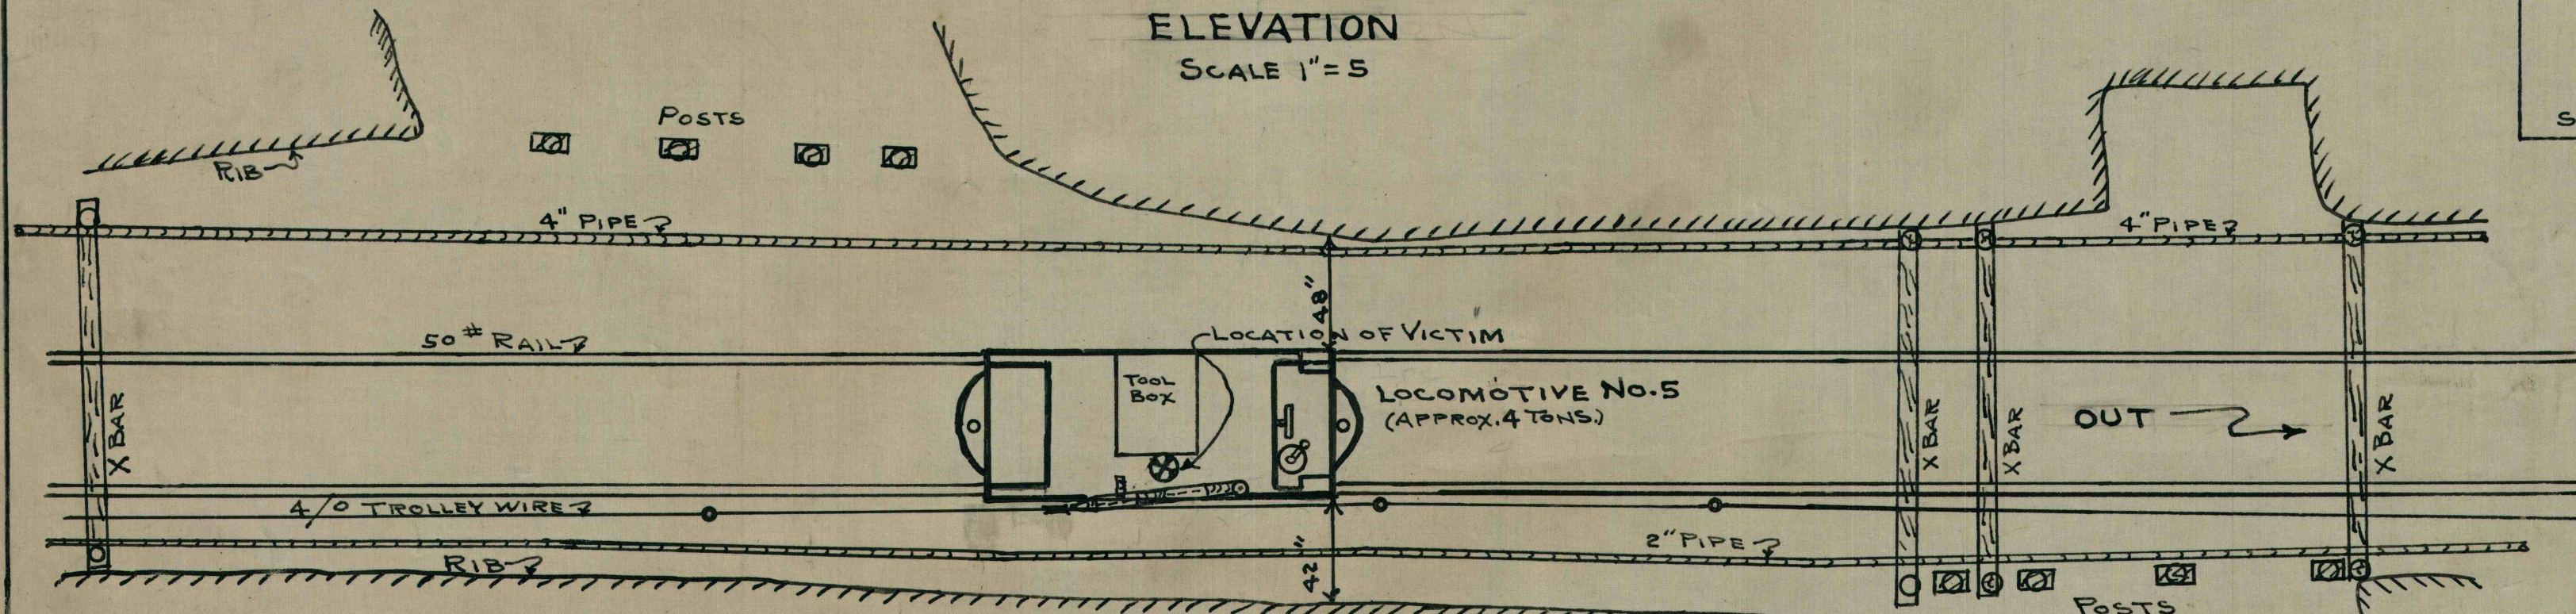 ELEVATION
SCALE 1"=5
POSTS
RIB
4" PIPE
4" PIPE
48"
50# RAIL
LOCATION OF VICTIM
TOOL
BOX
LOCOMOTIVE NO.5
(APPROX. 4 TONS.)
X BAR
X BAR
X BAR
OUT
X BAR
4/0 TROLLEY WIRE
2" PIPE
RIB
42"
POSTS
S